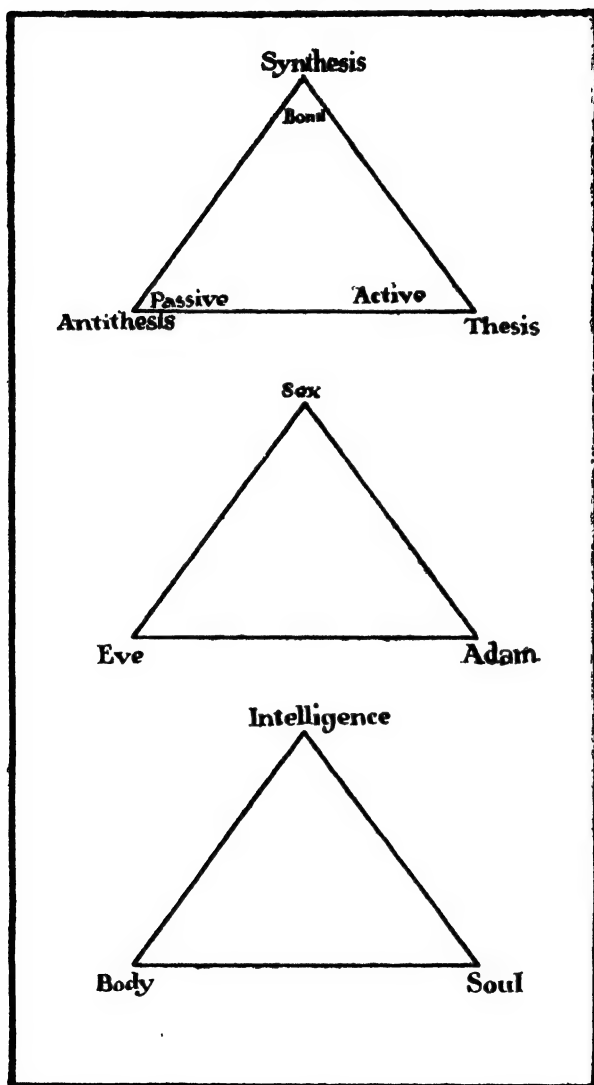 Synthesis
Bond
Passive Active
Antithesis Thesis
Sex
Eve Adam
Intelligence
Body Soul